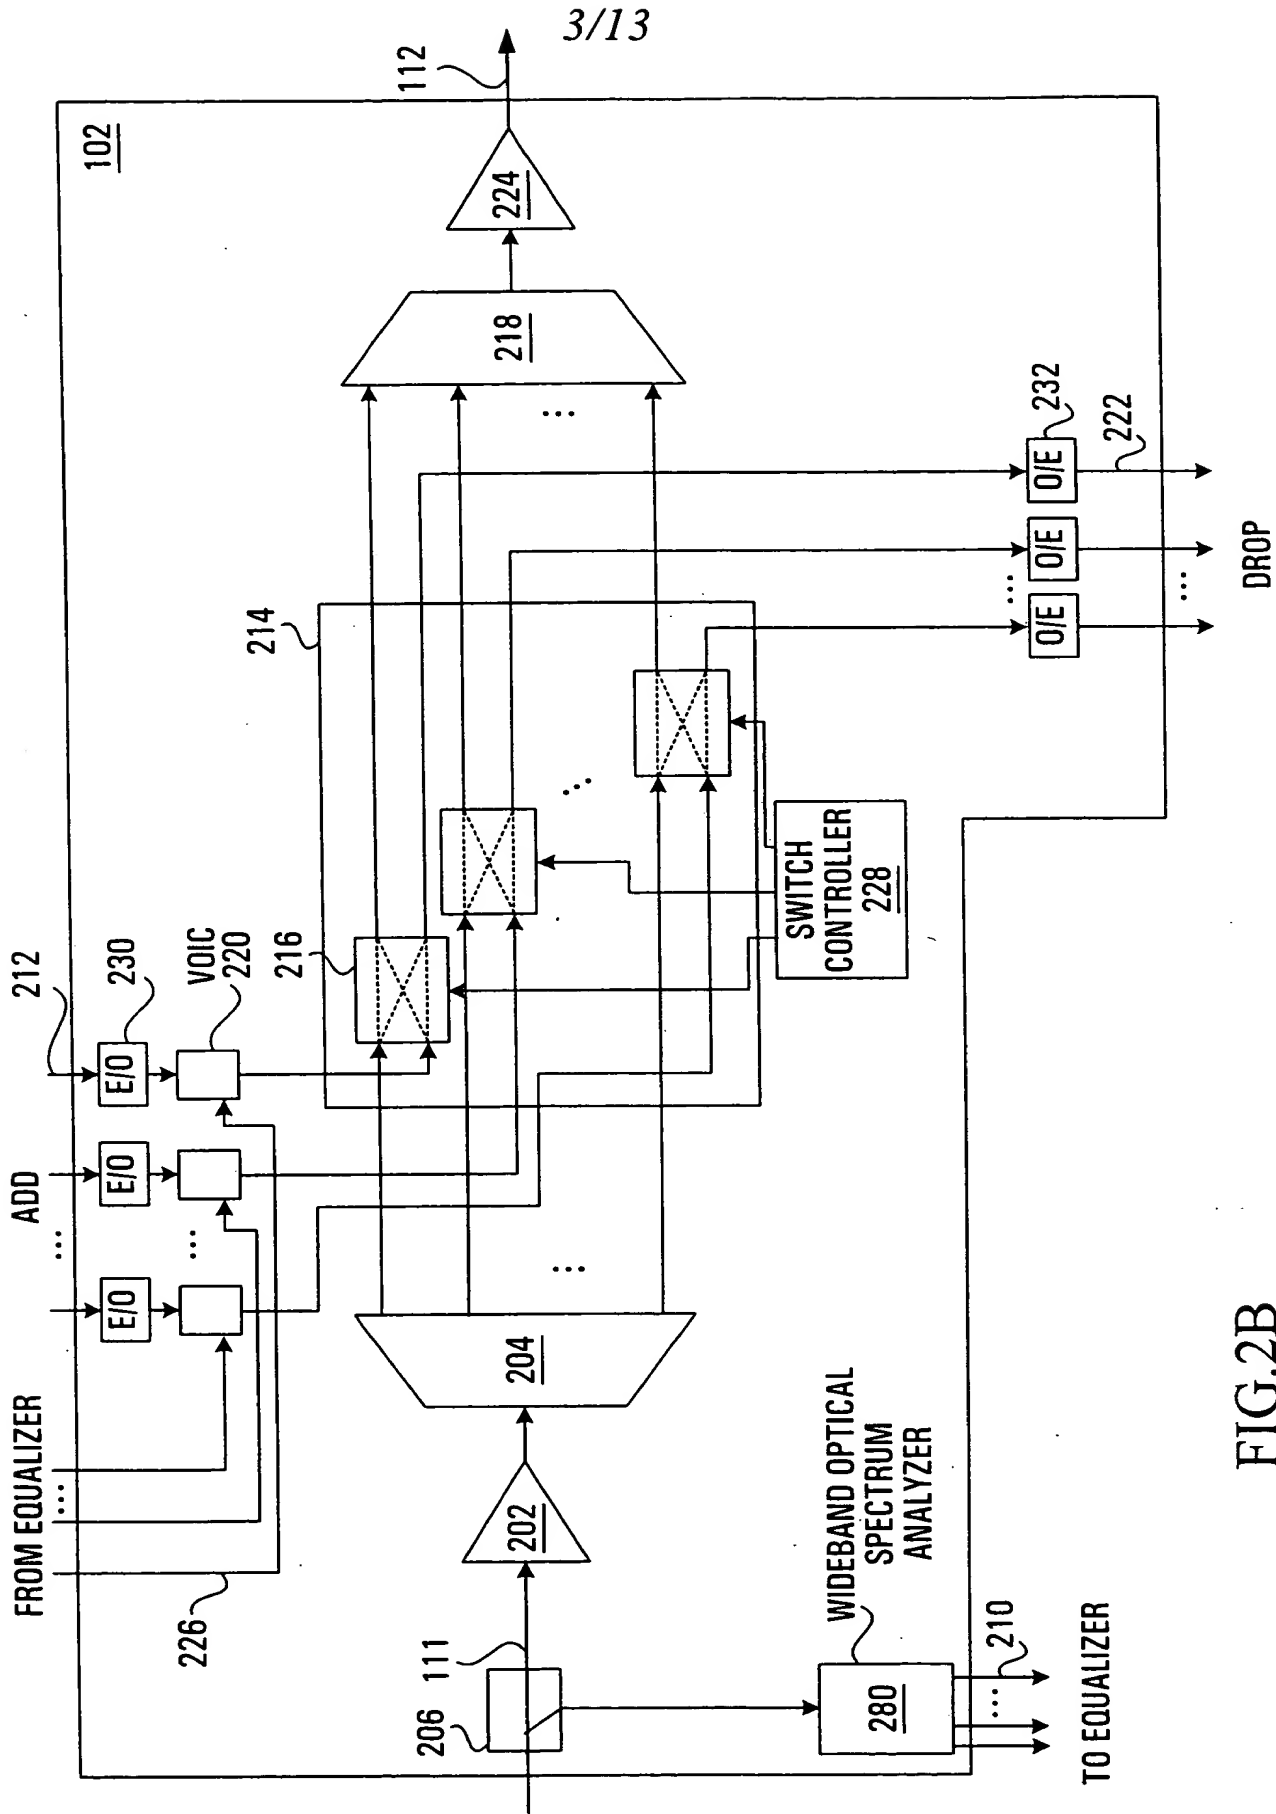 3/13
102
112
224
218
232
222
O/E
O/E
O/E
...
...
...
DROP
214
216
...
SWITCH
CONTROLLER
228
212
230
VOIC
220
E/O
E/O
E/O
ADD
...
...
...
204
202
FROM EQUALIZER
...
226
111
206
WIDEBAND OPTICAL
SPECTRUM
ANALYZER
280
210
...
TO EQUALIZER
FIG.2B